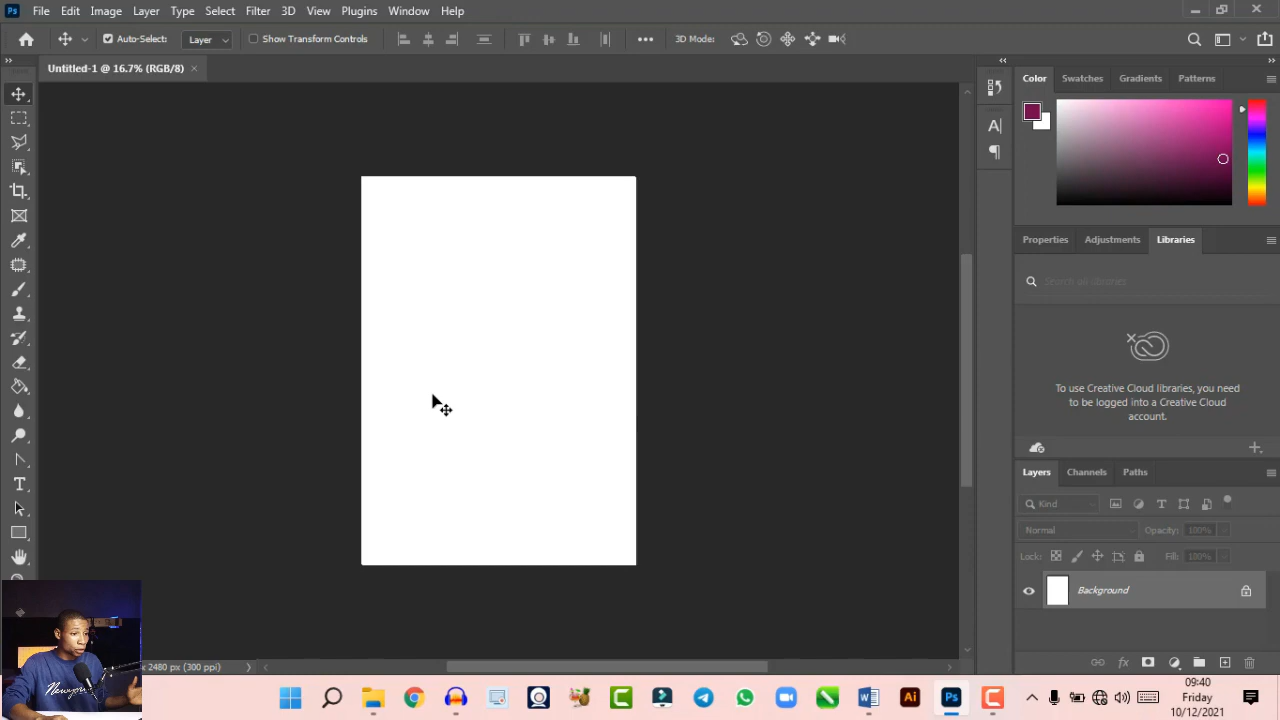 Ps File Edit Image Layer Type Select Filter 3D View Plugins Window Help
Auto-Select: Layer Show Transform Controls 3D Mode:
Untitled-1 @ 16.7% (RGB/8) ×
Color Swatches Gradients Patterns
Properties Adjustments Libraries
Search all libraries
To use Creative Cloud libraries, you
need to be logged into a Creative Cloud
account.
Layers Channels Paths
Kind
Normal Opacity: 100%
Lock: Fill: 100%
Background
2480 px (300 ppi)
09:40
Friday
10/12/2021
Ai Ps